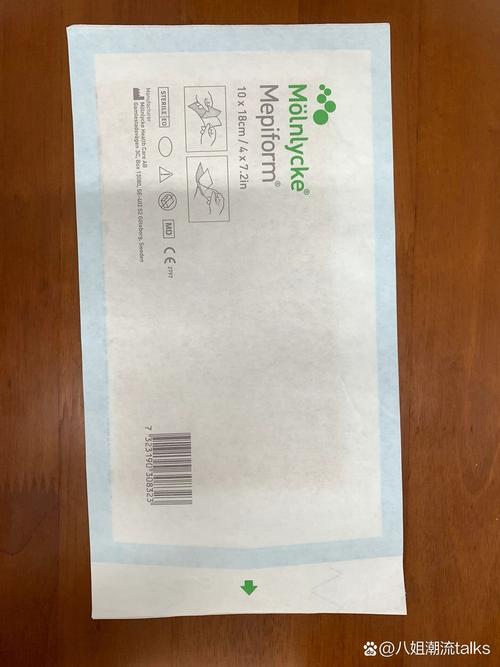 Mölnlycke®
Mepiform®
10 x 18cm / 4 x 7.2in
STERILE EO
MD
CE 2797
Manufacturer
Mölnlycke Health Care AB
Gamlestadsvägen 3C, Box 13080, SE-402 52 Göteborg, Sweden
7 323190 308323
@八姐潮流talks